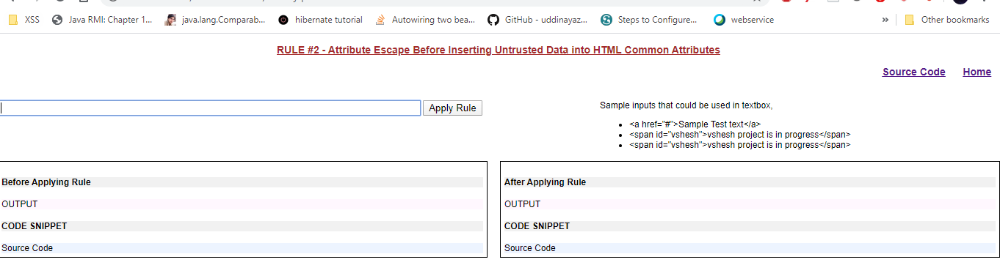 XSS Java RMI: Chapter 1... java.lang.Comparab... hibernate tutorial Autowiring two bea... GitHub - uddinayaz... Steps to Configure... webservice » Other bookmarks
RULE #2 - Attribute Escape Before Inserting Untrusted Data into HTML Common Attributes
Source Code Home
Apply Rule
Sample inputs that could be used in textbox,
<a href="#">Sample Test text</a>
<span id="vshesh">vshesh project is in progress</span>
<span id="vshesh">vshesh project is in progress</span>
Before Applying Rule
OUTPUT
CODE SNIPPET
Source Code
After Applying Rule
OUTPUT
CODE SNIPPET
Source Code